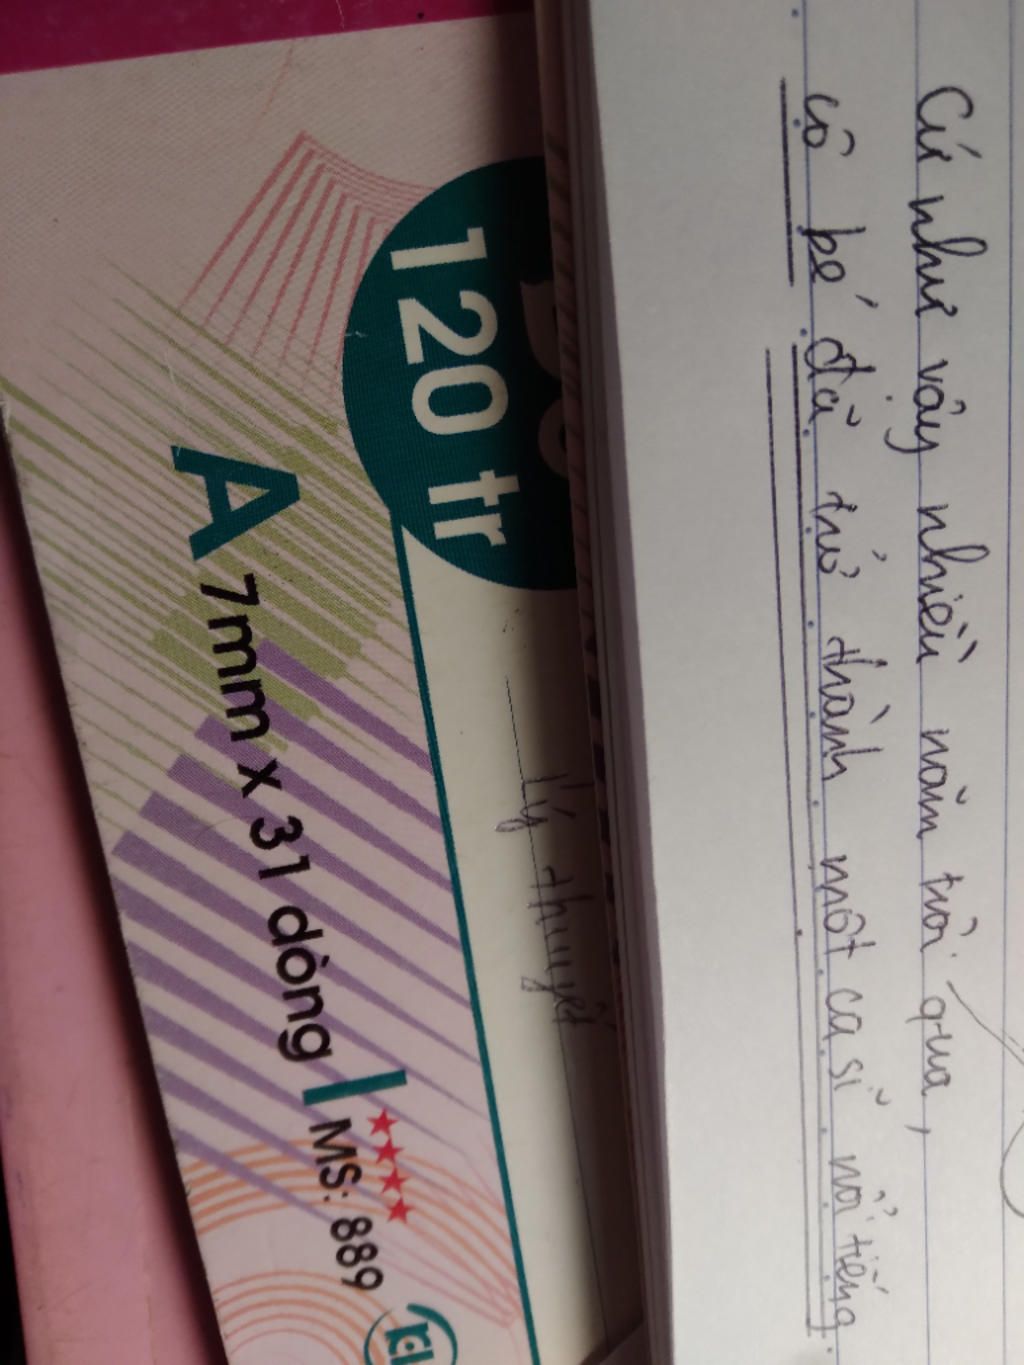 Cứ như vậy nhiều năm trôi qua,
cô bé đã trở thành một ca sĩ nổi tiếng.
120 tr
lý thuyết
A 7mm x 31 dòng
MS: 889